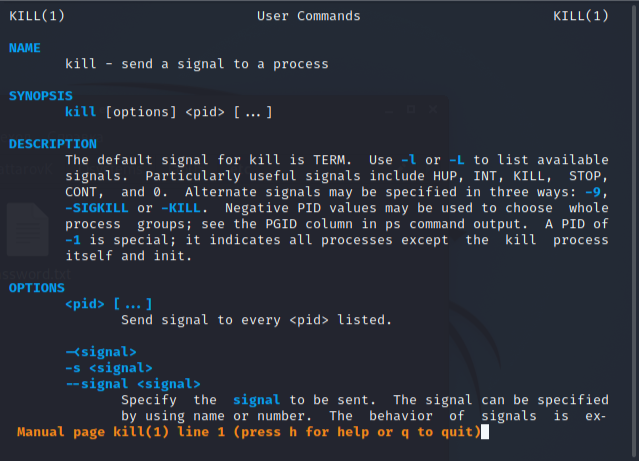 KILL(1) User Commands KILL(1)
NAME
kill - send a signal to a process
SYNOPSIS
kill [options] <pid> [...]
DESCRIPTION
The default signal for kill is TERM. Use -l or -L to list available
signals. Particularly useful signals include HUP, INT, KILL, STOP,
CONT, and 0. Alternate signals may be specified in three ways: -9,
-SIGKILL or -KILL. Negative PID values may be used to choose whole
process groups; see the PGID column in ps command output. A PID of
-1 is special; it indicates all processes except the kill process
itself and init.
OPTIONS
<pid> [...]
Send signal to every <pid> listed.
-<signal>
-s <signal>
--signal <signal>
Specify the signal to be sent. The signal can be specified
by using name or number. The behavior of signals is ex-
Manual page kill(1) line 1 (press h for help or q to quit)